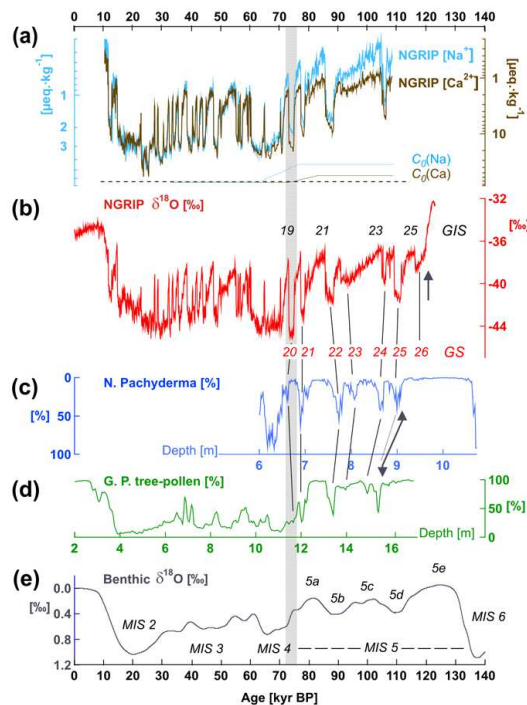 0 10 20 30 40 50 60 70 80 90 100 110 120 130 140
(a)
[µeq.·kg⁻¹]
1
2
3
NGRIP [Na⁺]
NGRIP [Ca²⁺]
1
10
[µeq.·kg⁻¹]
C₀(Na)
C₀(Ca)
(b)
NGRIP δ¹⁸O [‰]
19 21 23 25 GIS
-32
-36
-40
-44
[‰]
20 21 22 23 24 25 26 GS
(c)
N. Pachyderma [%]
0
50
100
[%]
Depth [m]
6 7 8 9 10
(d)
G. P. tree-pollen [%]
100
50
0
[%]
Depth [m]
2 4 6 8 10 12 14 16
(e)
Benthic δ¹⁸O [‰]
0.0
0.4
0.8
1.2
[‰]
5a 5b 5c 5d 5e
MIS 2 MIS 3 MIS 4 MIS 5 MIS 6
0 10 20 30 40 50 60 70 80 90 100 110 120 130 140
Age [kyr BP]